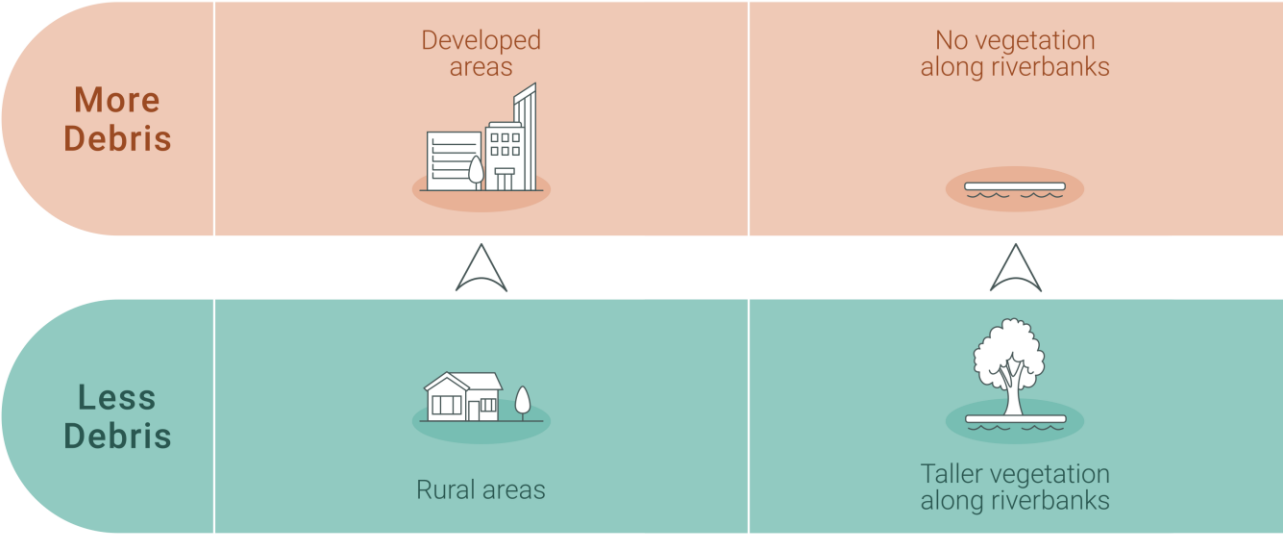 More
Debris
Developed
areas
No vegetation
along riverbanks
Less
Debris
Rural areas
Taller vegetation
along riverbanks